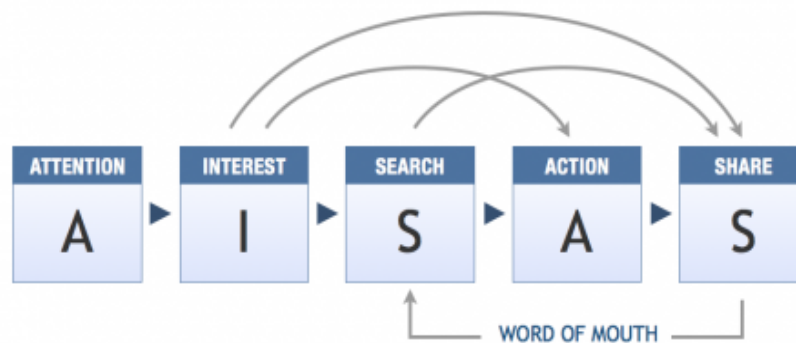 ATTENTION INTEREST SEARCH ACTION SHARE
A I S A S
WORD OF MOUTH